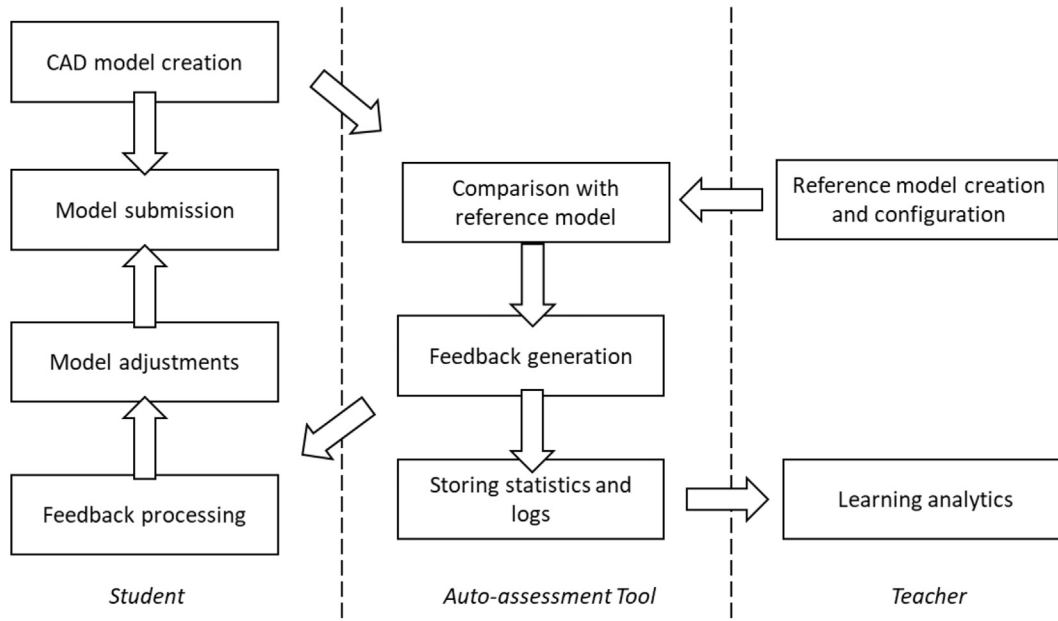 CAD model creation
Model submission
Model adjustments
Feedback processing
Student
Comparison with
reference model
Feedback generation
Storing statistics and
logs
Auto-assessment Tool
Reference model creation
and configuration
Learning analytics
Teacher